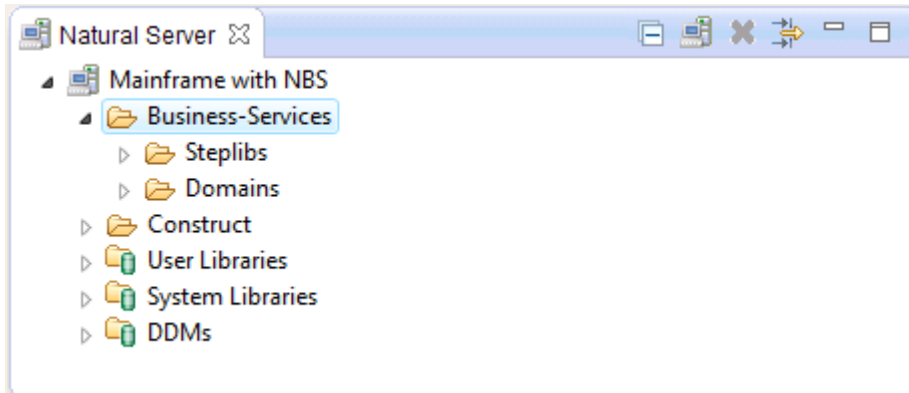 Natural Server
Mainframe with NBS
Business-Services
Steplibs
Domains
Construct
User Libraries
System Libraries
DDMs